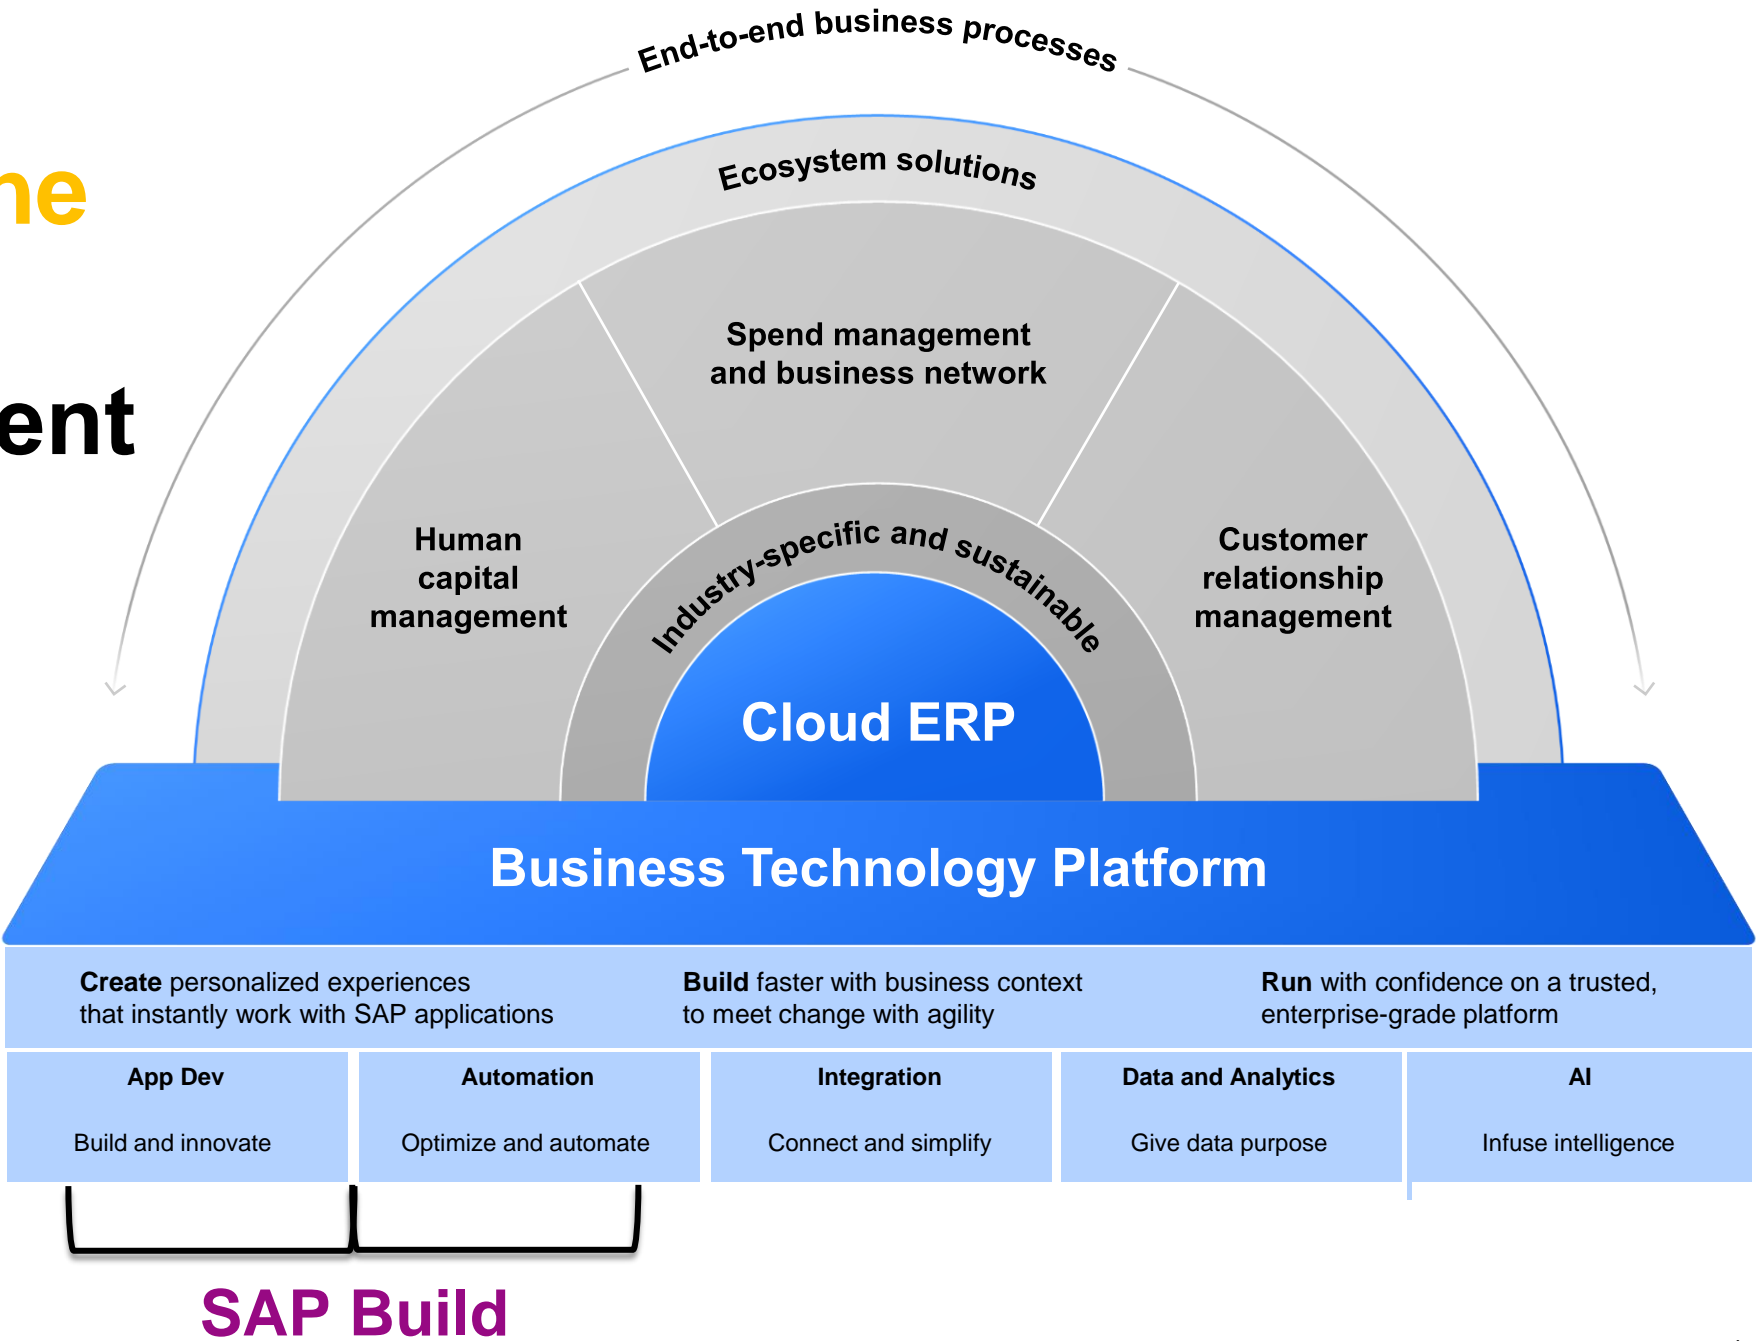 End-to-end business processes
Ecosystem solutions
Spend management
and business network
Human
capital
management
Customer
relationship
management
Industry-specific and sustainable
Cloud ERP
Business Technology Platform
Create personalized experiences
that instantly work with SAP applications
Build faster with business context
to meet change with agility
Run with confidence on a trusted,
enterprise-grade platform
App Dev
Build and innovate
Automation
Optimize and automate
Integration
Connect and simplify
Data and Analytics
Give data purpose
AI
Infuse intelligence
SAP Build